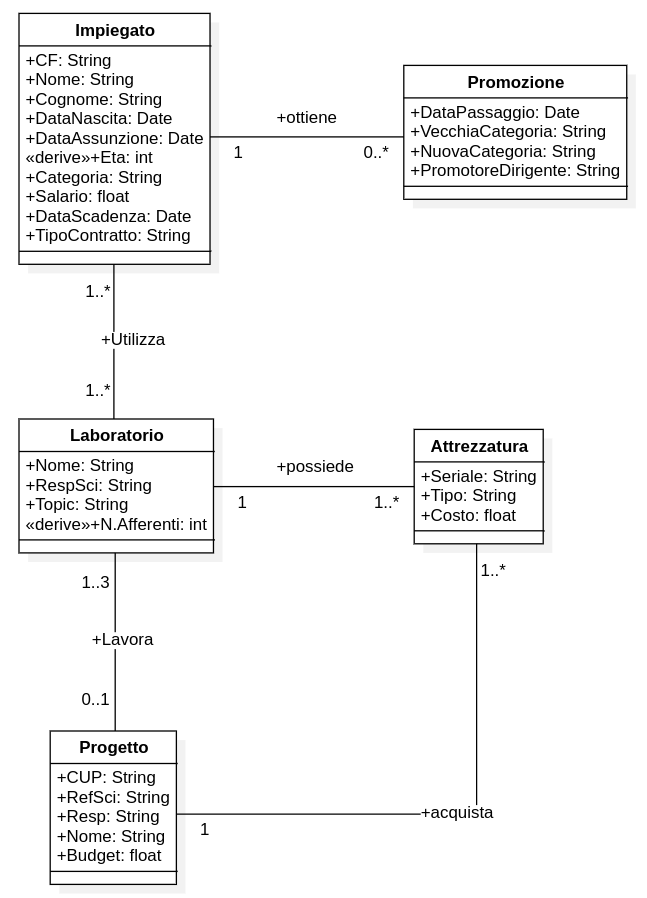 Impiegato
+CF: String
+Nome: String
+Cognome: String
+DataNascita: Date
+DataAssunzione: Date
«derive»+Eta: int
+Categoria: String
+Salario: float
+DataScadenza: Date
+TipoContratto: String
+ottiene
1
0..*
Promozione
+DataPassaggio: Date
+VecchiaCategoria: String
+NuovaCategoria: String
+PromotoreDirigente: String
1..*
+Utilizza
1..*
Laboratorio
+Nome: String
+RespSci: String
+Topic: String
«derive»+N.Afferenti: int
+possiede
1
1..*
Attrezzatura
+Seriale: String
+Tipo: String
+Costo: float
1..*
1..3
+Lavora
0..1
Progetto
+CUP: String
+RefSci: String
+Resp: String
+Nome: String
+Budget: float
1
+acquista